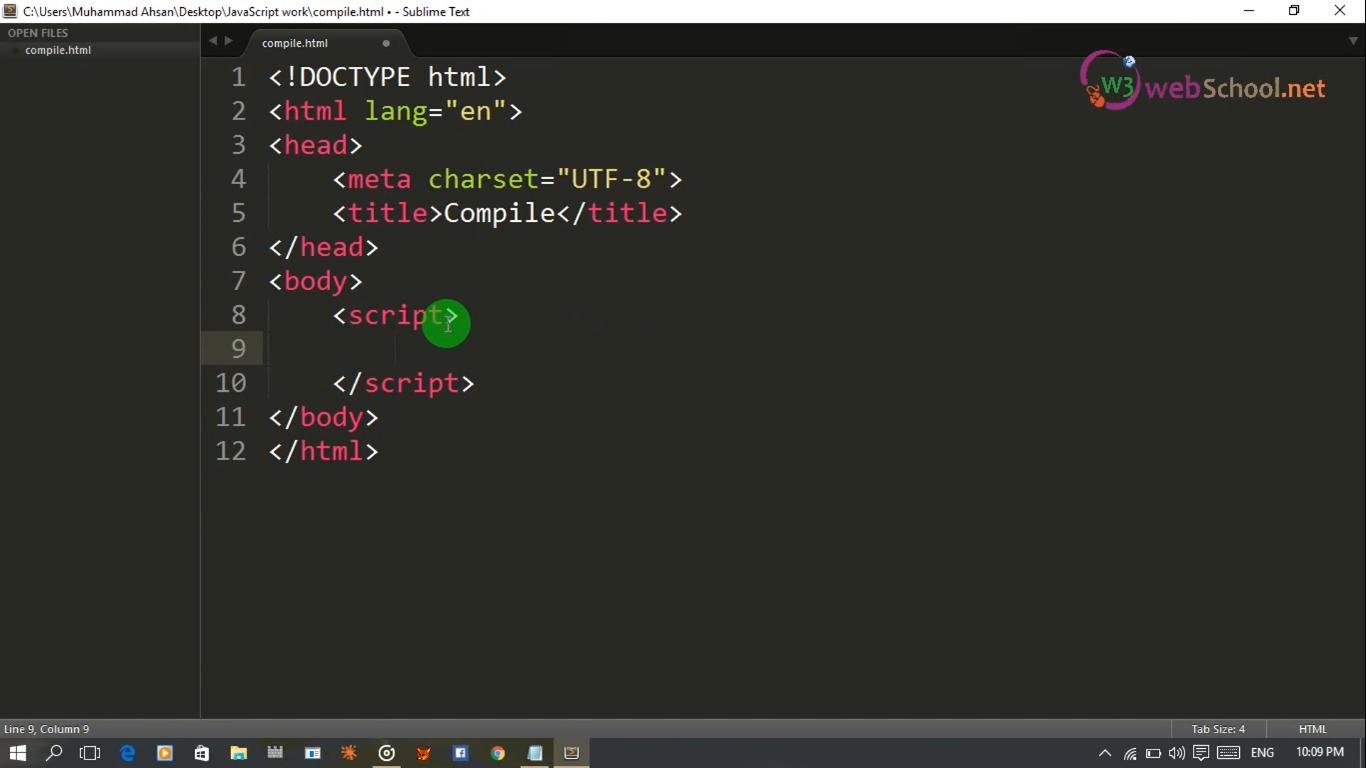 C:\Users\Muhammad Ahsan\Desktop\JavaScript work\compile.html • - Sublime Text
OPEN FILES
compile.html
compile.html
W3 webSchool.net
1 <!DOCTYPE html>
2 <html lang="en">
3 <head>
4 <meta charset="UTF-8">
5 <title>Compile</title>
6 </head>
7 <body>
8 <script>
9
10 </script>
11 </body>
12 </html>
Line 9, Column 9
Tab Size: 4
HTML
ENG
10:09 PM